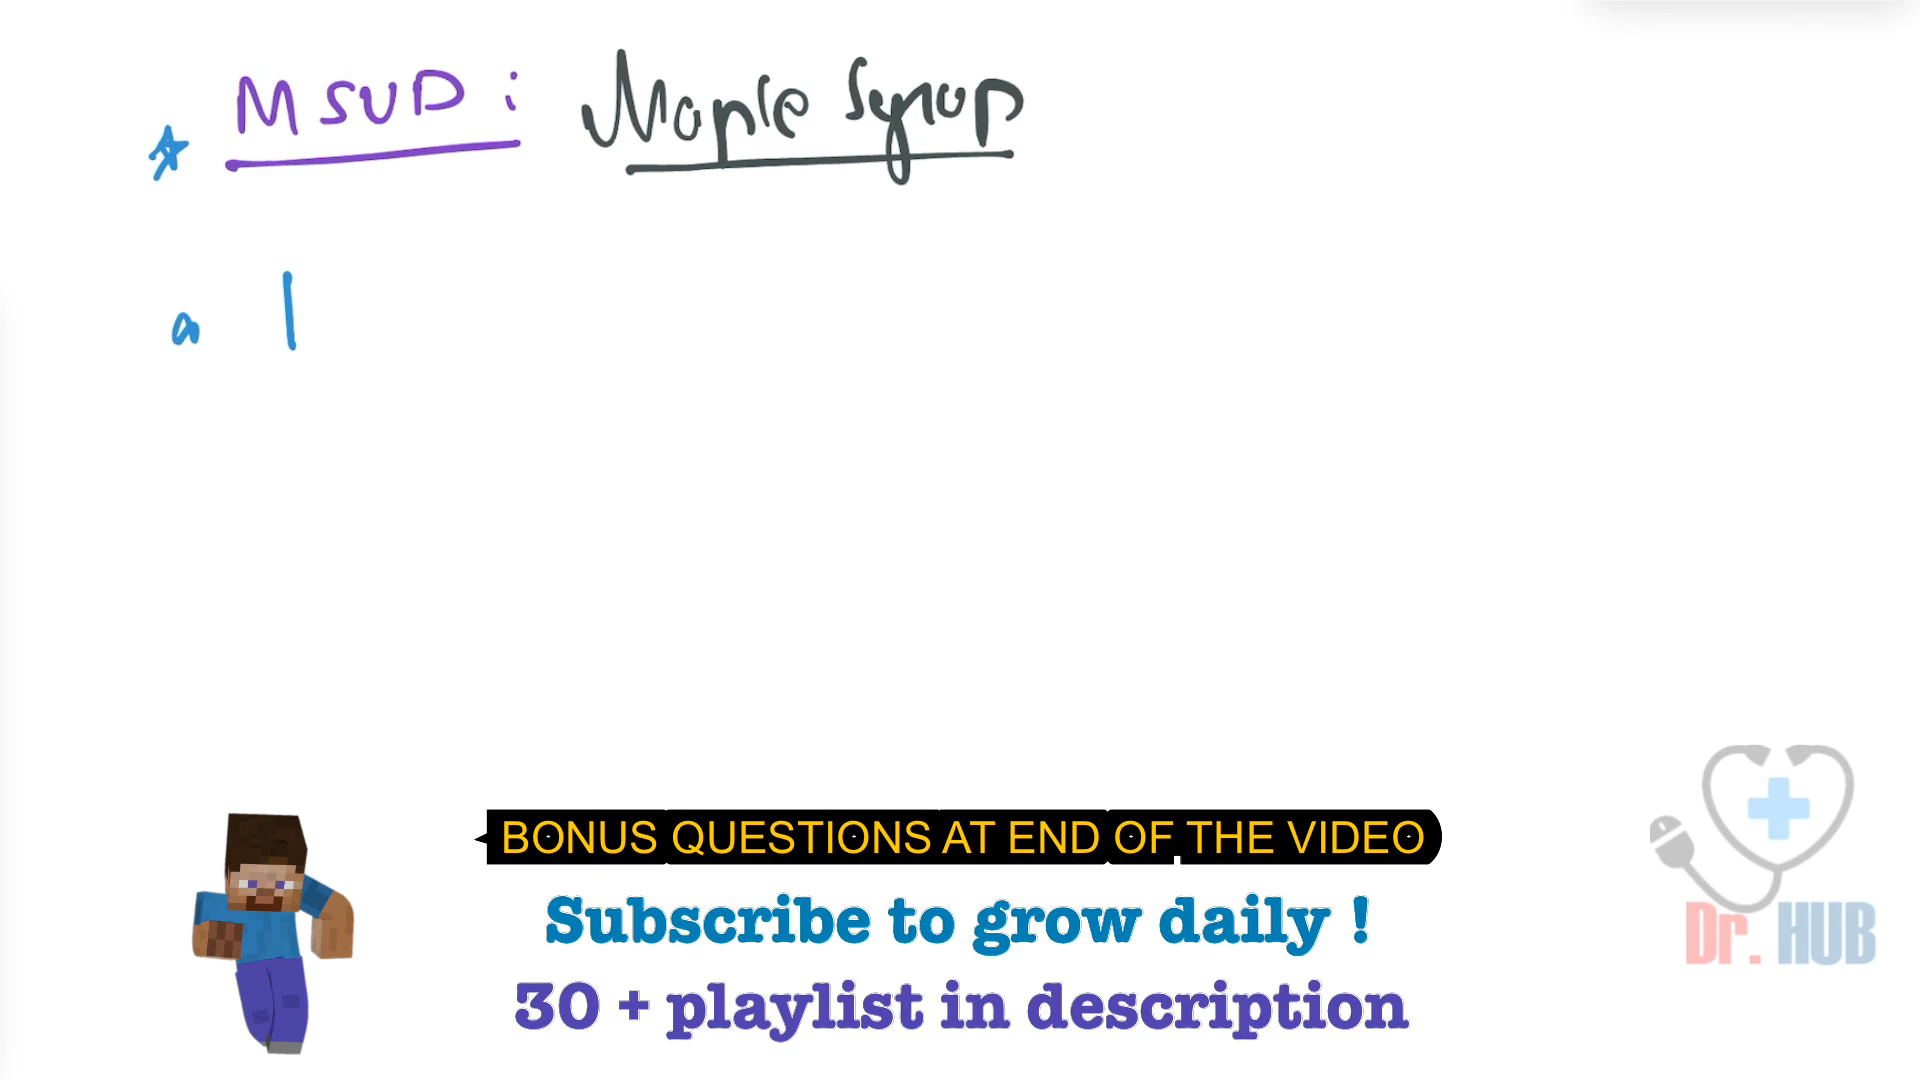 MSUD : Maple Syrup
BONUS QUESTIONS AT END OF THE VIDEO
Subscribe to grow daily !
30 + playlist in description
Dr. HUB